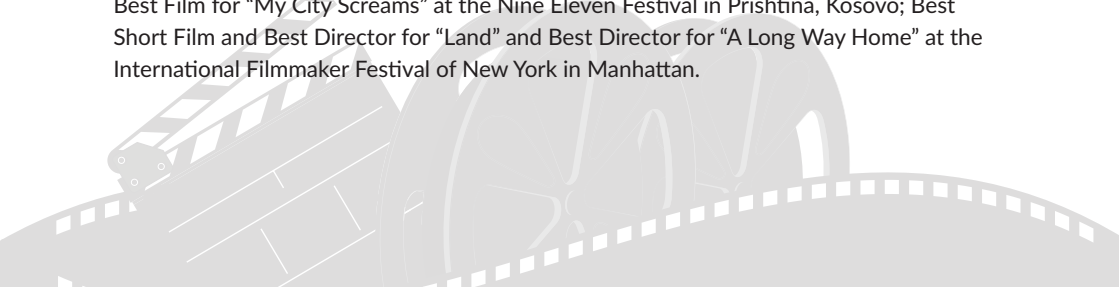 Best Film for “My City Screams” at the Nine Eleven Festival in Prishtina, Kosovo; Best
Short Film and Best Director for “Land” and Best Director for “A Long Way Home” at the
International Filmmaker Festival of New York in Manhattan.